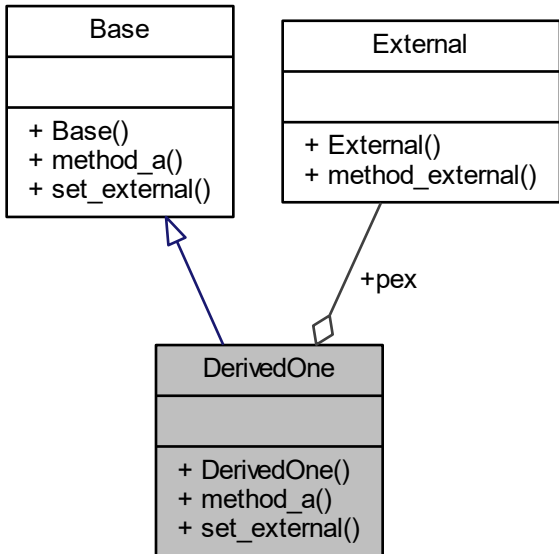 Base
+ Base()
+ method_a()
+ set_external()
External
+ External()
+ method_external()
+pex
DerivedOne
+ DerivedOne()
+ method_a()
+ set_external()